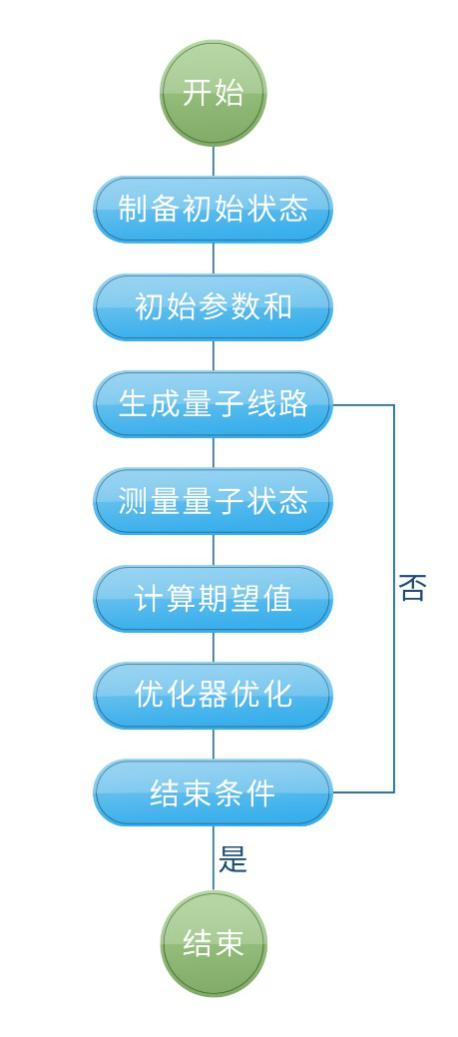 开始
制备初始状态
初始参数和
生成量子线路
测量量子状态
计算期望值
否
优化器优化
结束条件
是
结束